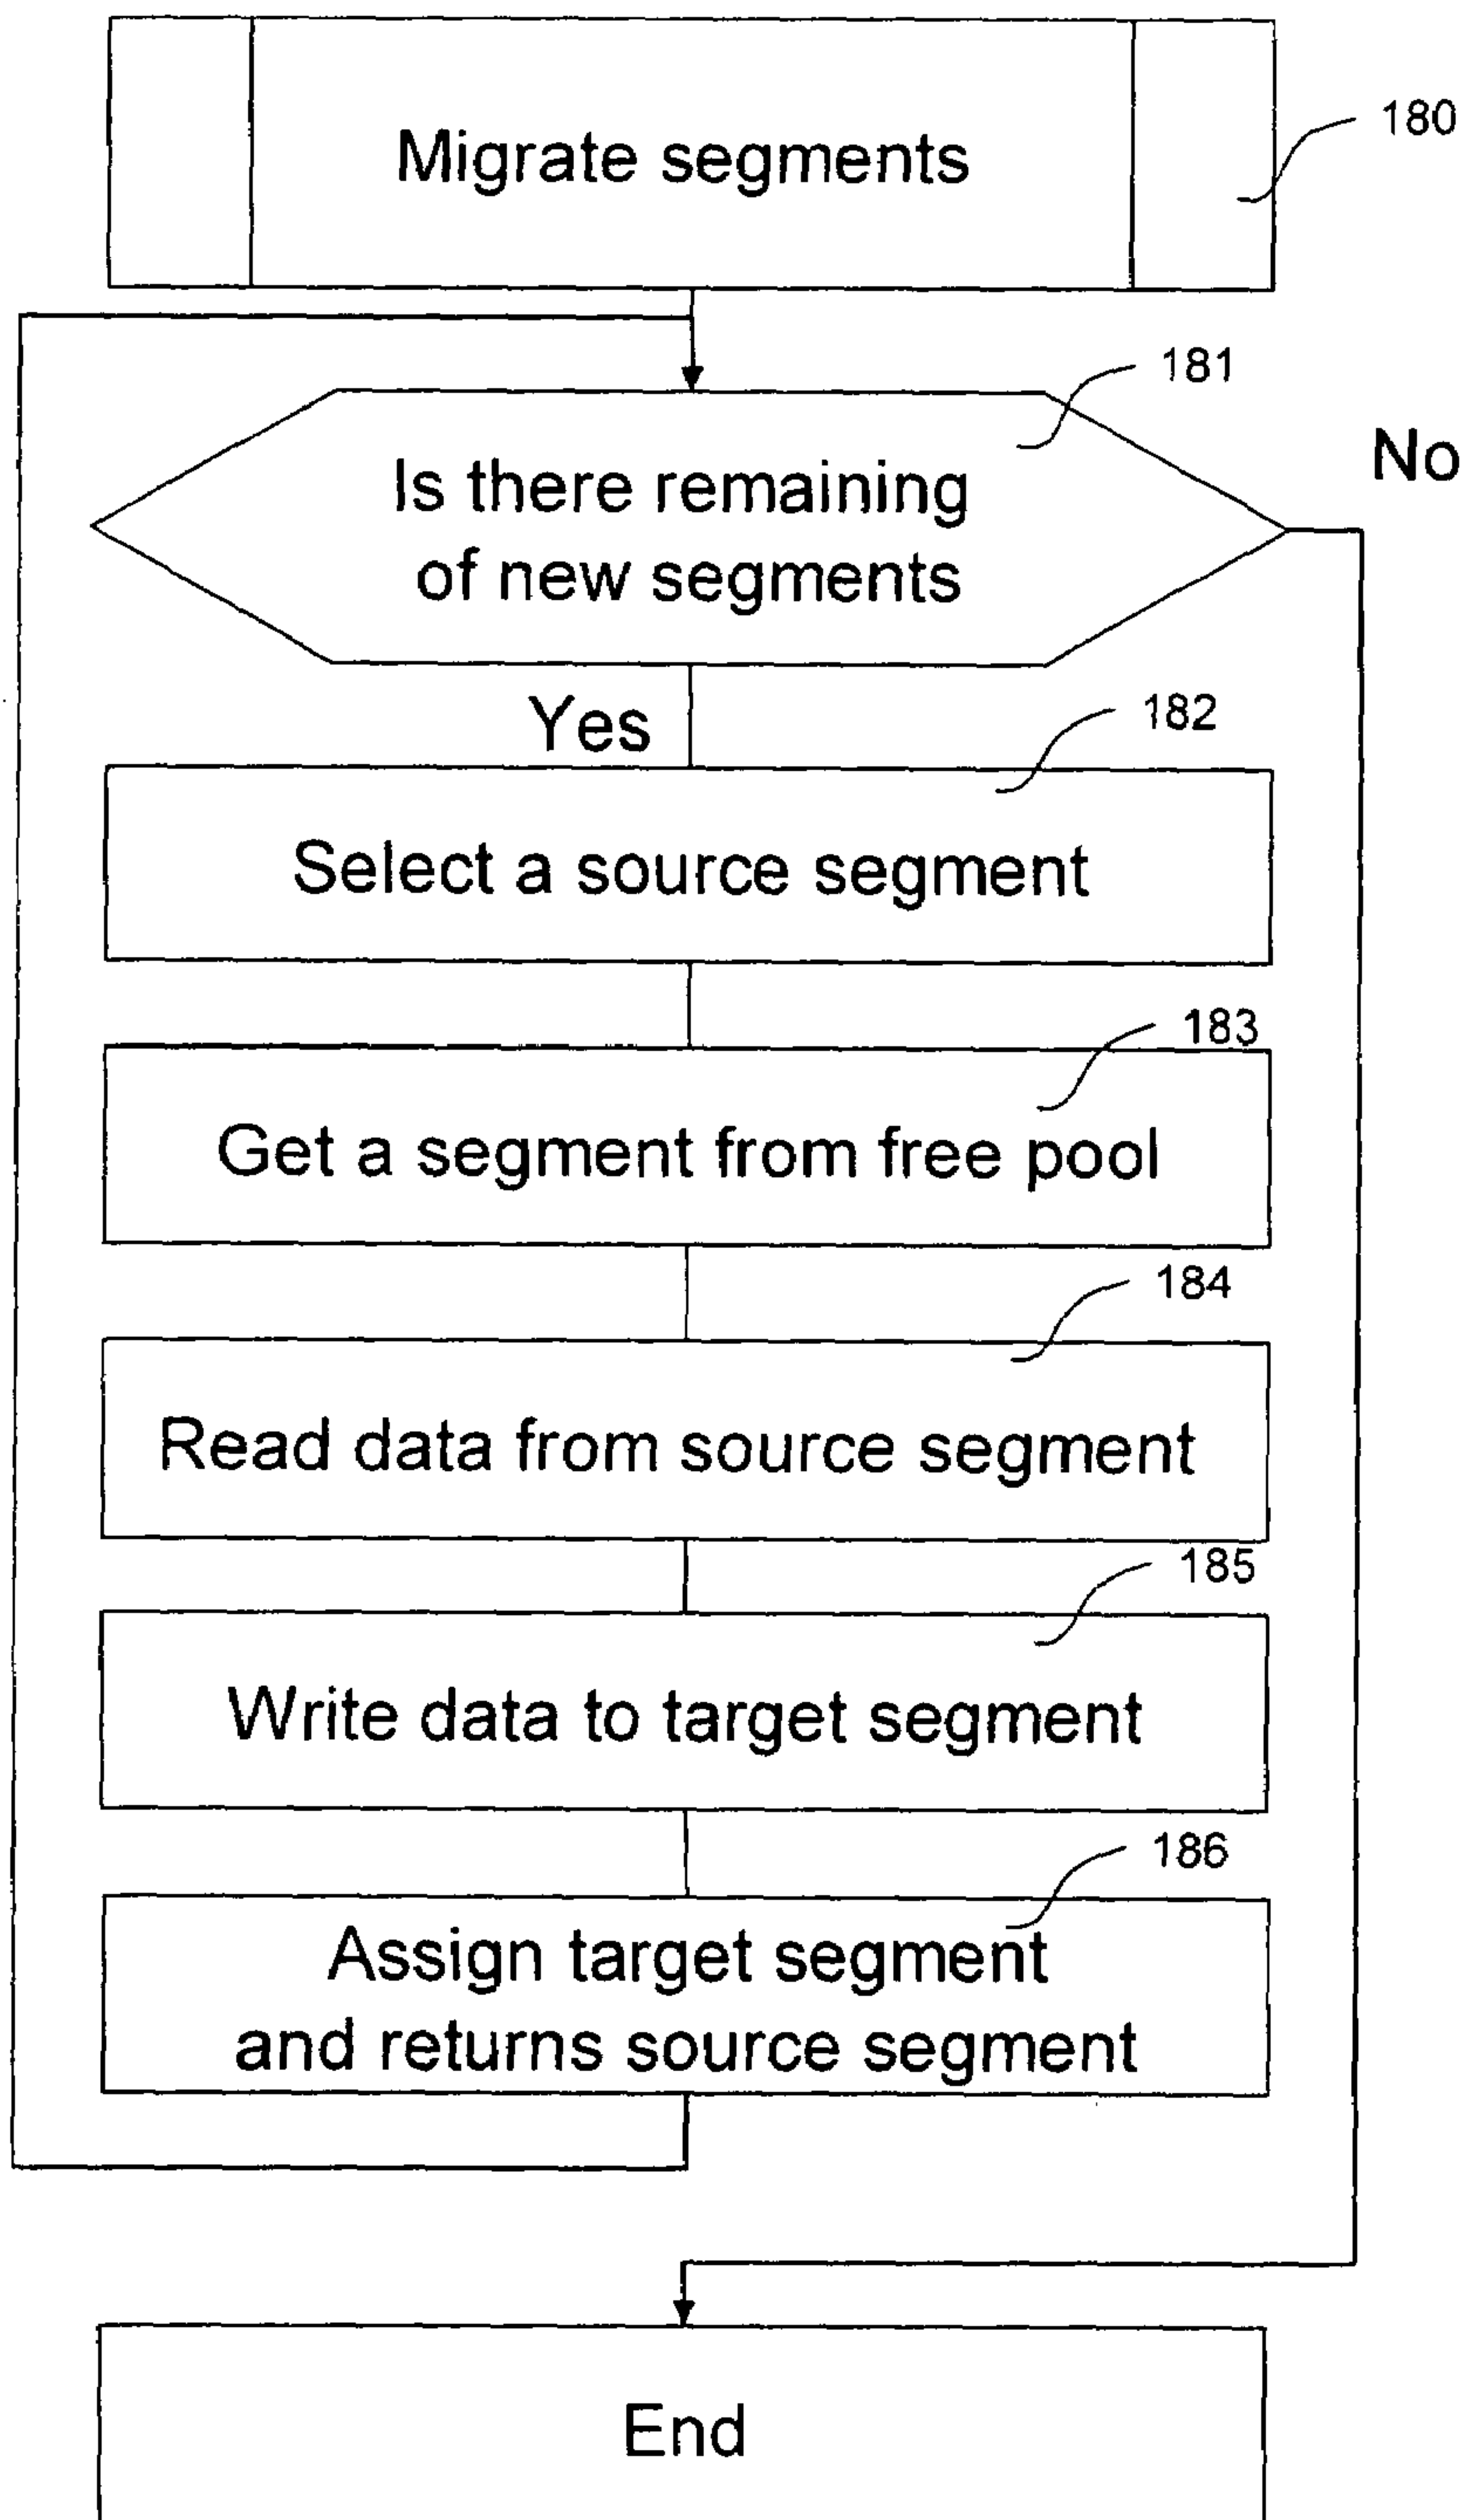 Migrate segments
180
181
No
Is there remaining
of new segments
Yes
182
Select a source segment
183
Get a segment from free pool
184
Read data from source segment
185
Write data to target segment
186
Assign target segment
and returns source segment
End